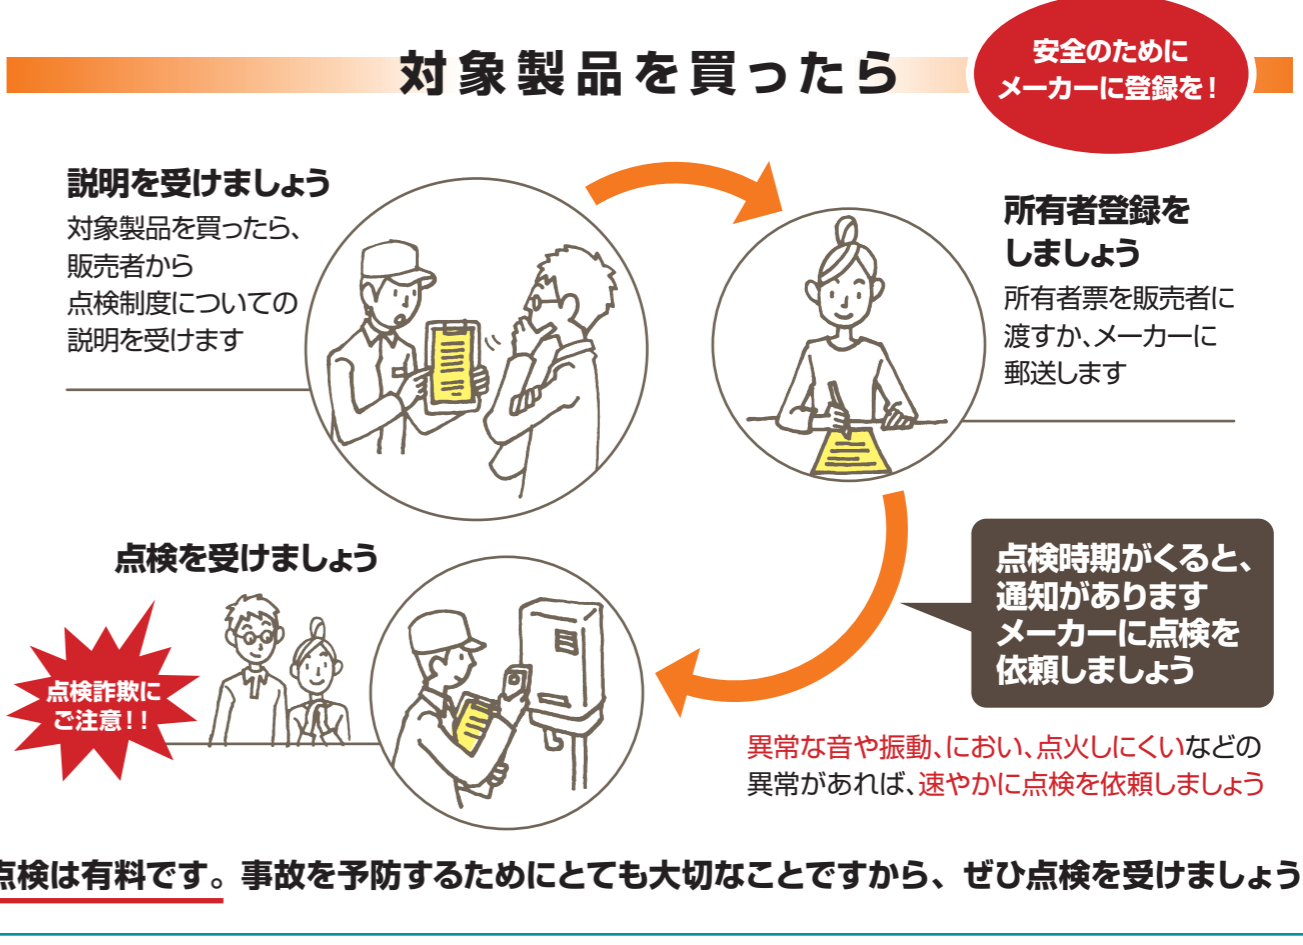 対象製品を買ったら
安全のために
メーカーに登録を！
説明を受けましょう
対象製品を買ったら、
販売者から
点検制度についての
説明を受けます
所有者登録を
しましょう
所有者票を販売者に
渡すか、メーカーに
郵送します
点検時期がくると、
通知があります
メーカーに点検を
依頼しましょう
異常な音や振動、におい、点火しにくいなどの
異常があれば、速やかに点検を依頼しましょう
点検を受けましょう
点検詐欺に
ご注意！！
点検は有料です。事故を予防するためにとても大切なことですから、ぜひ点検を受けましょう